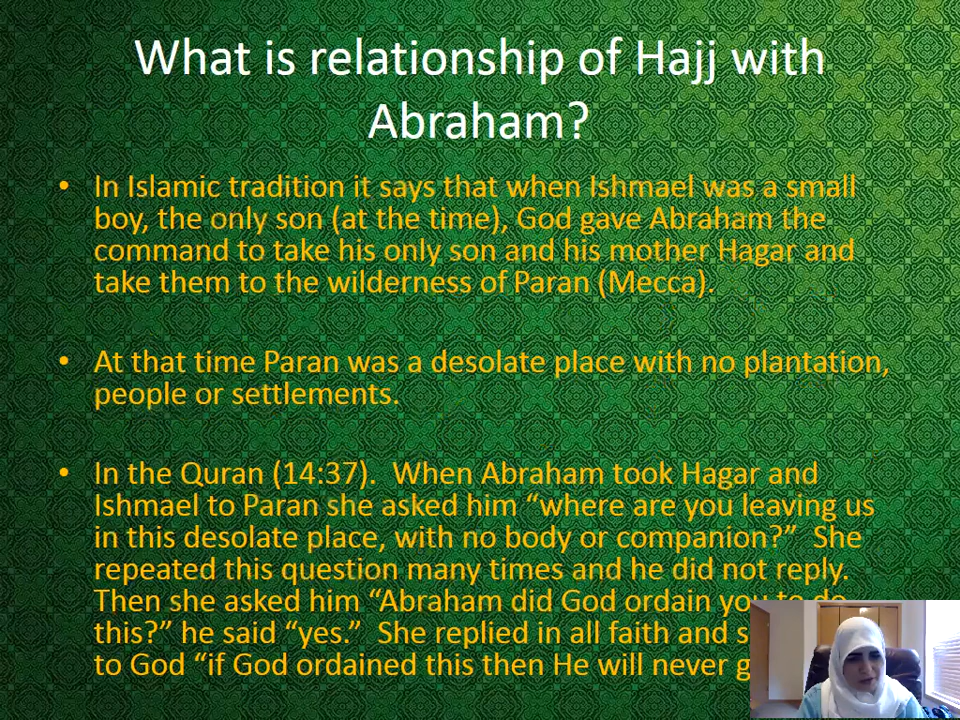 What is relationship of Hajj with
Abraham?
• In Islamic tradition it says that when Ishmael was a small
boy, the only son (at the time), God gave Abraham the
command to take his only son and his mother Hagar and
take them to the wilderness of Paran (Mecca).
• At that time Paran was a desolate place with no plantation,
people or settlements.
• In the Quran (14:37).  When Abraham took Hagar and
Ishmael to Paran she asked him “where are you leaving us
in this desolate place, with no body or companion?”  She
repeated this question many times and he did not reply.
Then she asked him “Abraham did God ordain you to do
this?” he said “yes.”  She replied in all faith and
to God “if God ordained this then He will never